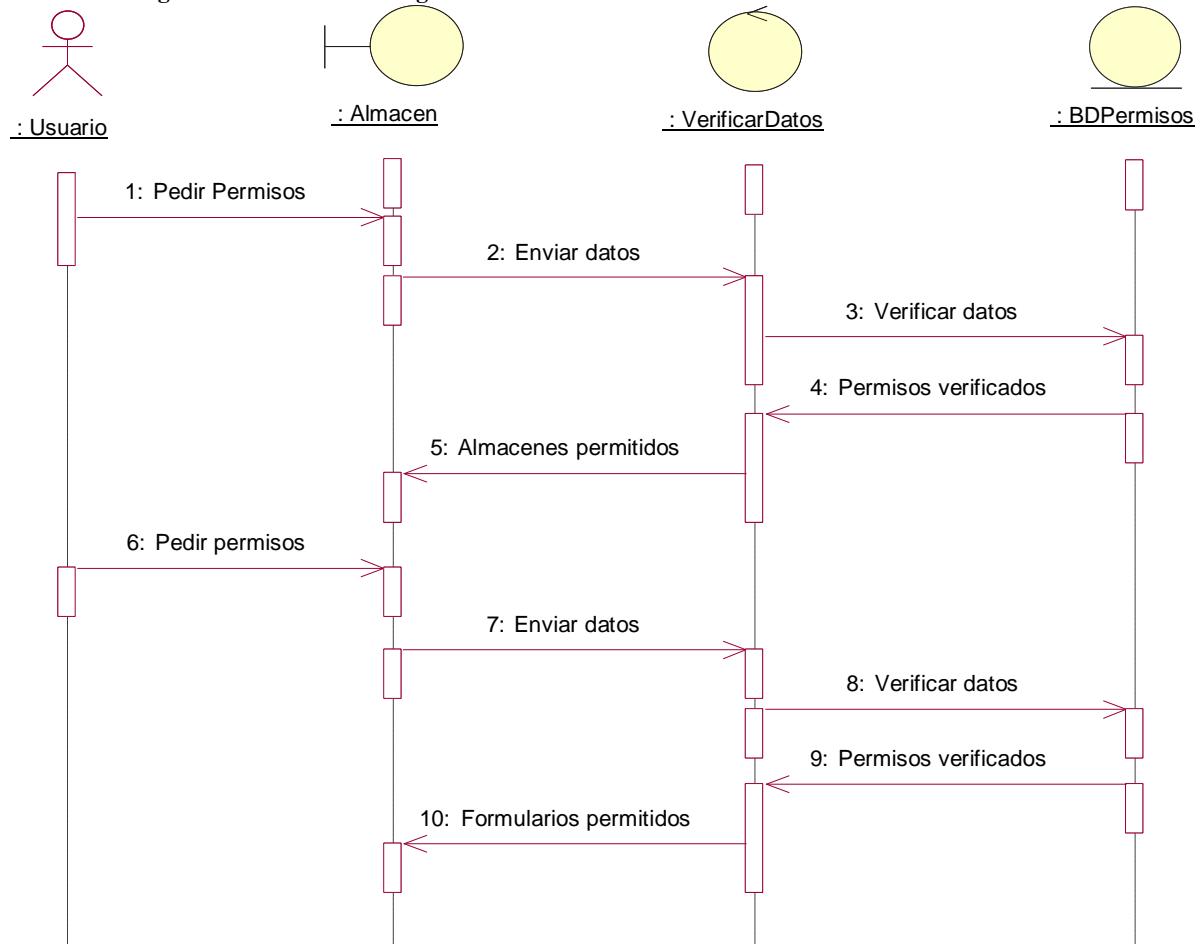 : Usuario
: Almacen
: VerificarDatos
: BDPermisos
1: Pedir Permisos
2: Enviar datos
3: Verificar datos
4: Permisos verificados
5: Almacenes permitidos
6: Pedir permisos
7: Enviar datos
8: Verificar datos
9: Permisos verificados
10: Formularios permitidos